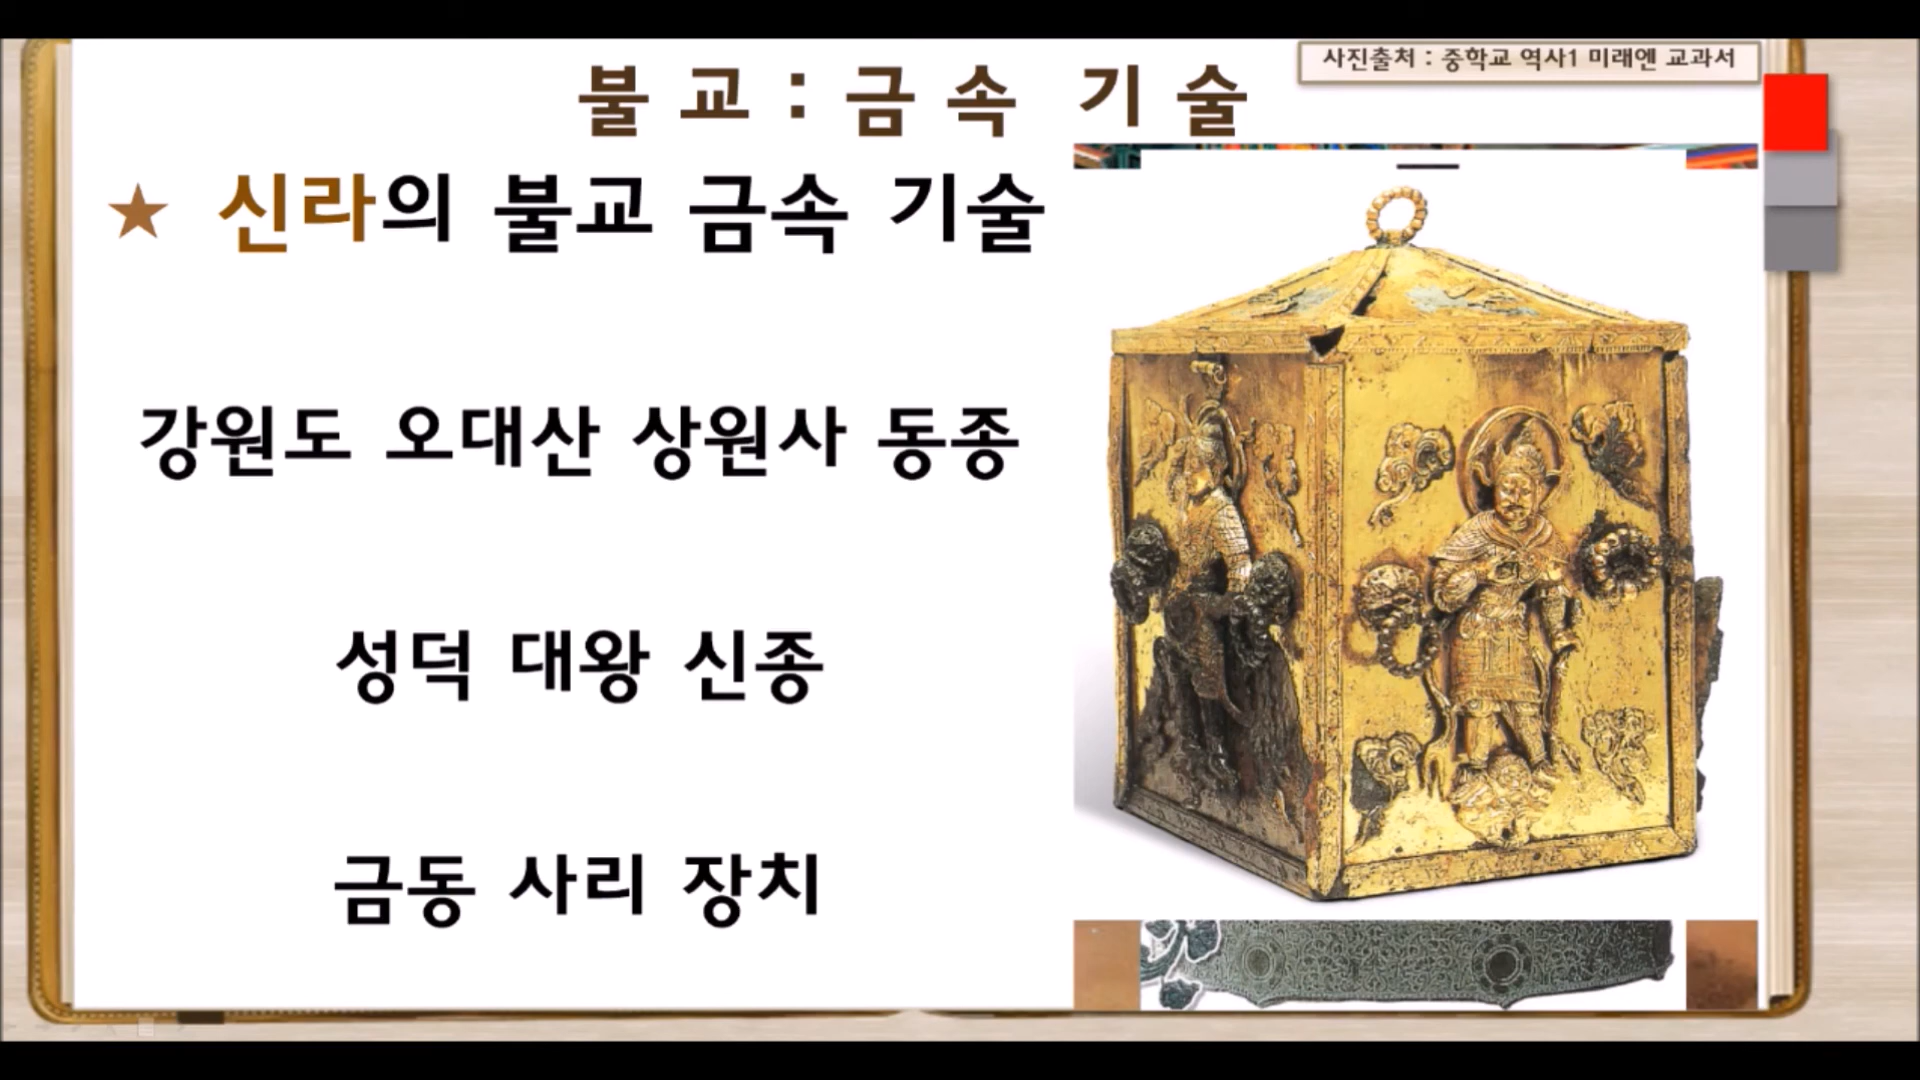 사진출처 : 중학교 역사1 미래엔 교과서
불교 : 금속 기술
★ 신라의 불교 금속 기술
강원도 오대산 상원사 동종
성덕 대왕 신종
금동 사리 장치